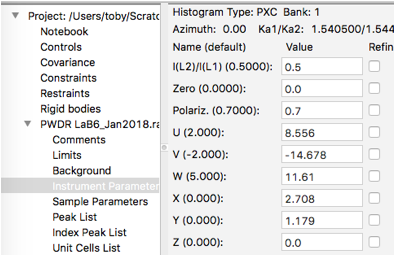 Project: /Users/toby/Scratc
Notebook
Controls
Covariance
Constraints
Restraints
Rigid bodies
PWDR LaB6_Jan2018.ra
Comments
Limits
Background
Instrument Parameter
Sample Parameters
Peak List
Index Peak List
Unit Cells List
Histogram Type: PXC Bank: 1
Azimuth: 0.00 Ka1/Ka2: 1.540500/1.544
Name (default) Value Refin
I(L2)/I(L1) (0.5000): 0.5
Zero (0.0000): 0.0
Polariz. (0.7000): 0.7
U (2.000): 8.556
V (-2.000): -14.678
W (5.000): 11.61
X (0.000): 2.708
Y (0.000): 1.179
Z (0.000): 0.0